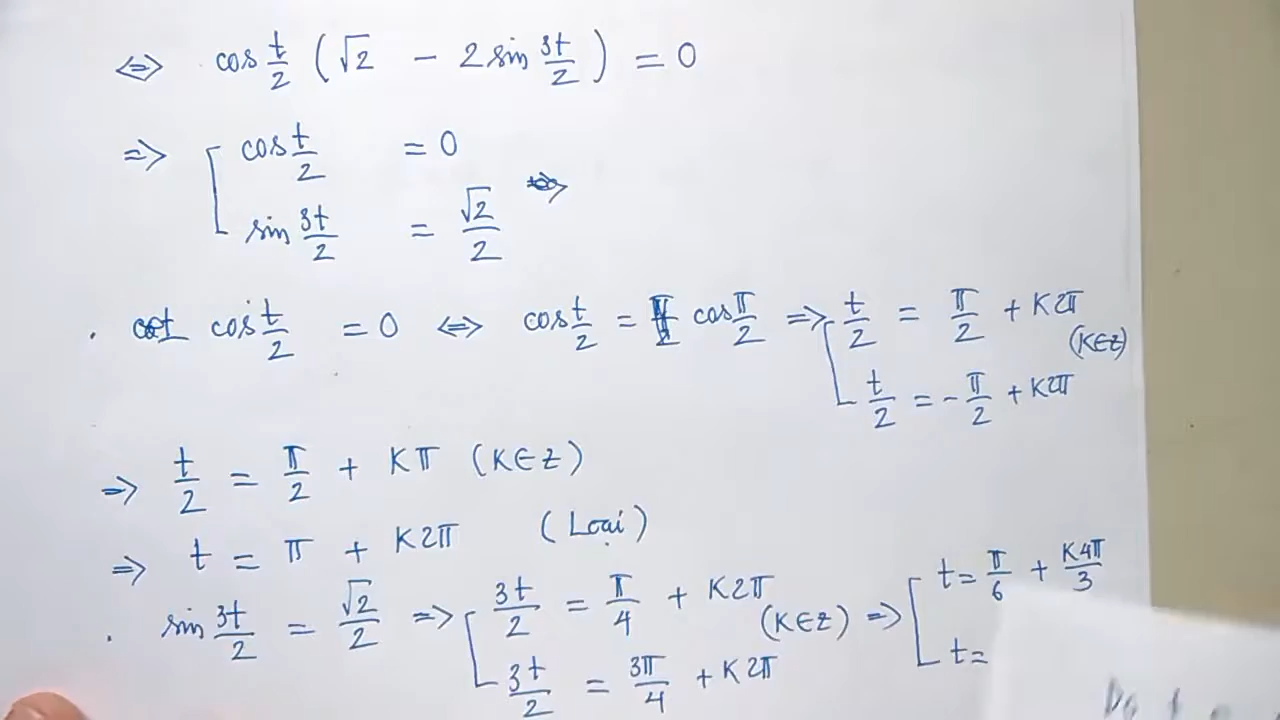 ⇔ cos t/2 (√2 - 2 sin 3t/2) = 0
⇒ [ cos t/2 = 0
sin 3t/2 = √2/2
. cos t/2 = 0 ⇔ cos t/2 = cos π/2 ⇒ [ t/2 = π/2 + K2π
(K∈Z)
t/2 = - π/2 + K2π
⇒ t/2 = π/2 + Kπ (K∈Z)
⇒ t = π + K2π (Loại)
. sin 3t/2 = √2/2 ⇒ [ 3t/2 = π/4 + K2π (K∈Z) ⇒ [ t = π/6 + K4π/3
3t/2 = 3π/4 + K2π t =